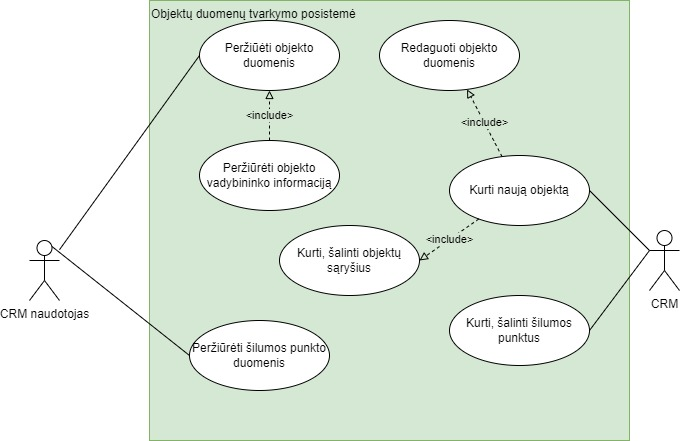 Objektų duomenų tvarkymo posistemė
Peržiūėti objekto
duomenis
Redaguoti objekto
duomenis
<include>
<include>
Peržiūrėti objekto
vadybininko informaciją
Kurti naują objektą
<include>
Kurti, šalinti objektų
sąryšius
CRM naudotojas
CRM
Kurti, šalinti šilumos
punktus
Peržiūrėti šilumos punkto
duomenis